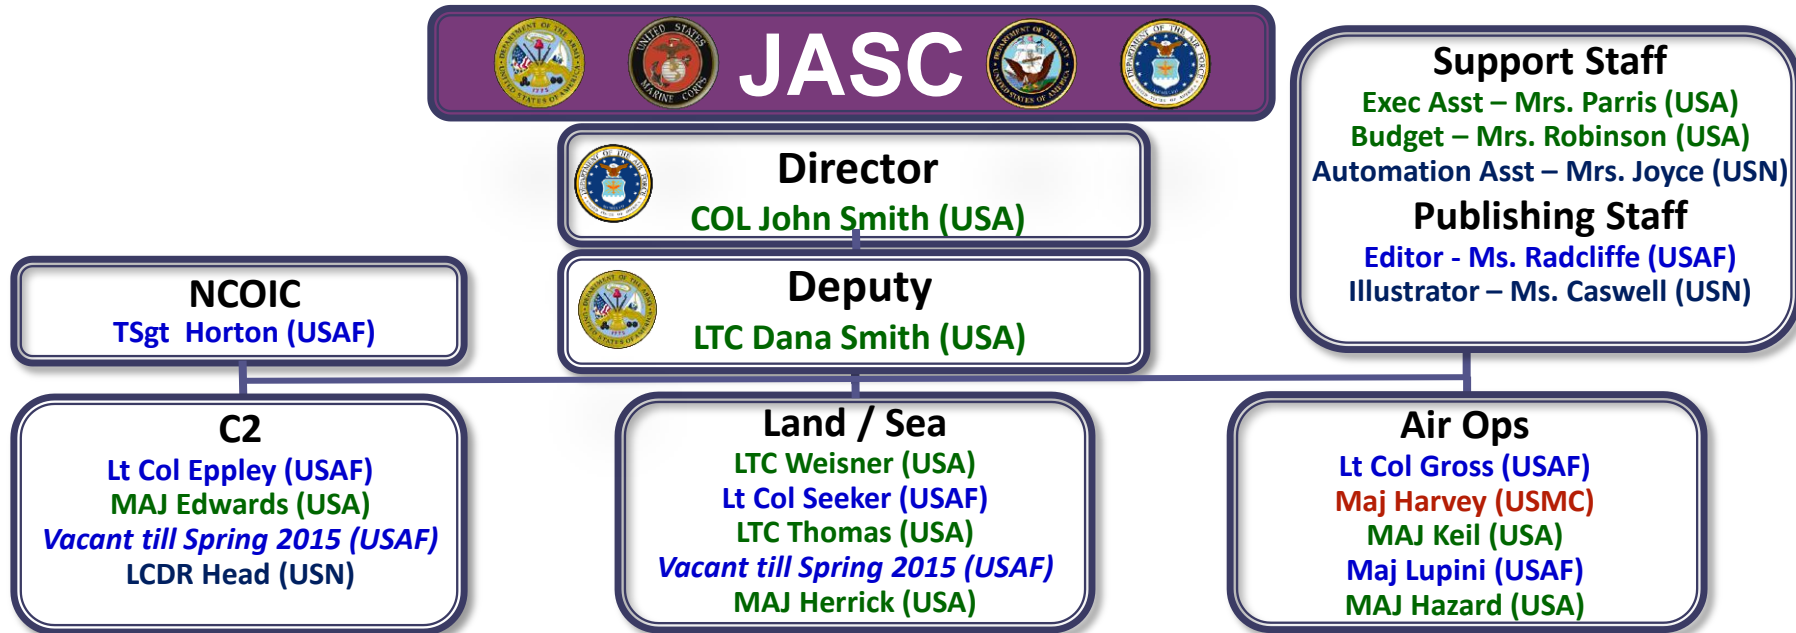 JASC
Director
COL John Smith (USA)
Deputy
LTC Dana Smith (USA)
NCOIC
TSgt  Horton (USAF)
Support Staff
Exec Asst – Mrs. Parris (USA)
Budget – Mrs. Robinson (USA)
Automation Asst – Mrs. Joyce (USN)
Publishing Staff
Editor - Ms. Radcliffe (USAF)
Illustrator – Ms. Caswell (USN)
C2
Lt Col Eppley (USAF)
MAJ Edwards (USA)
Vacant till Spring 2015 (USAF)
LCDR Head (USN)
Land / Sea
LTC Weisner (USA)
Lt Col Seeker (USAF)
LTC Thomas (USA)
Vacant till Spring 2015 (USAF)
MAJ Herrick (USA)
Air Ops
Lt Col Gross (USAF)
Maj Harvey (USMC)
MAJ Keil (USA)
Maj Lupini (USAF)
MAJ Hazard (USA)